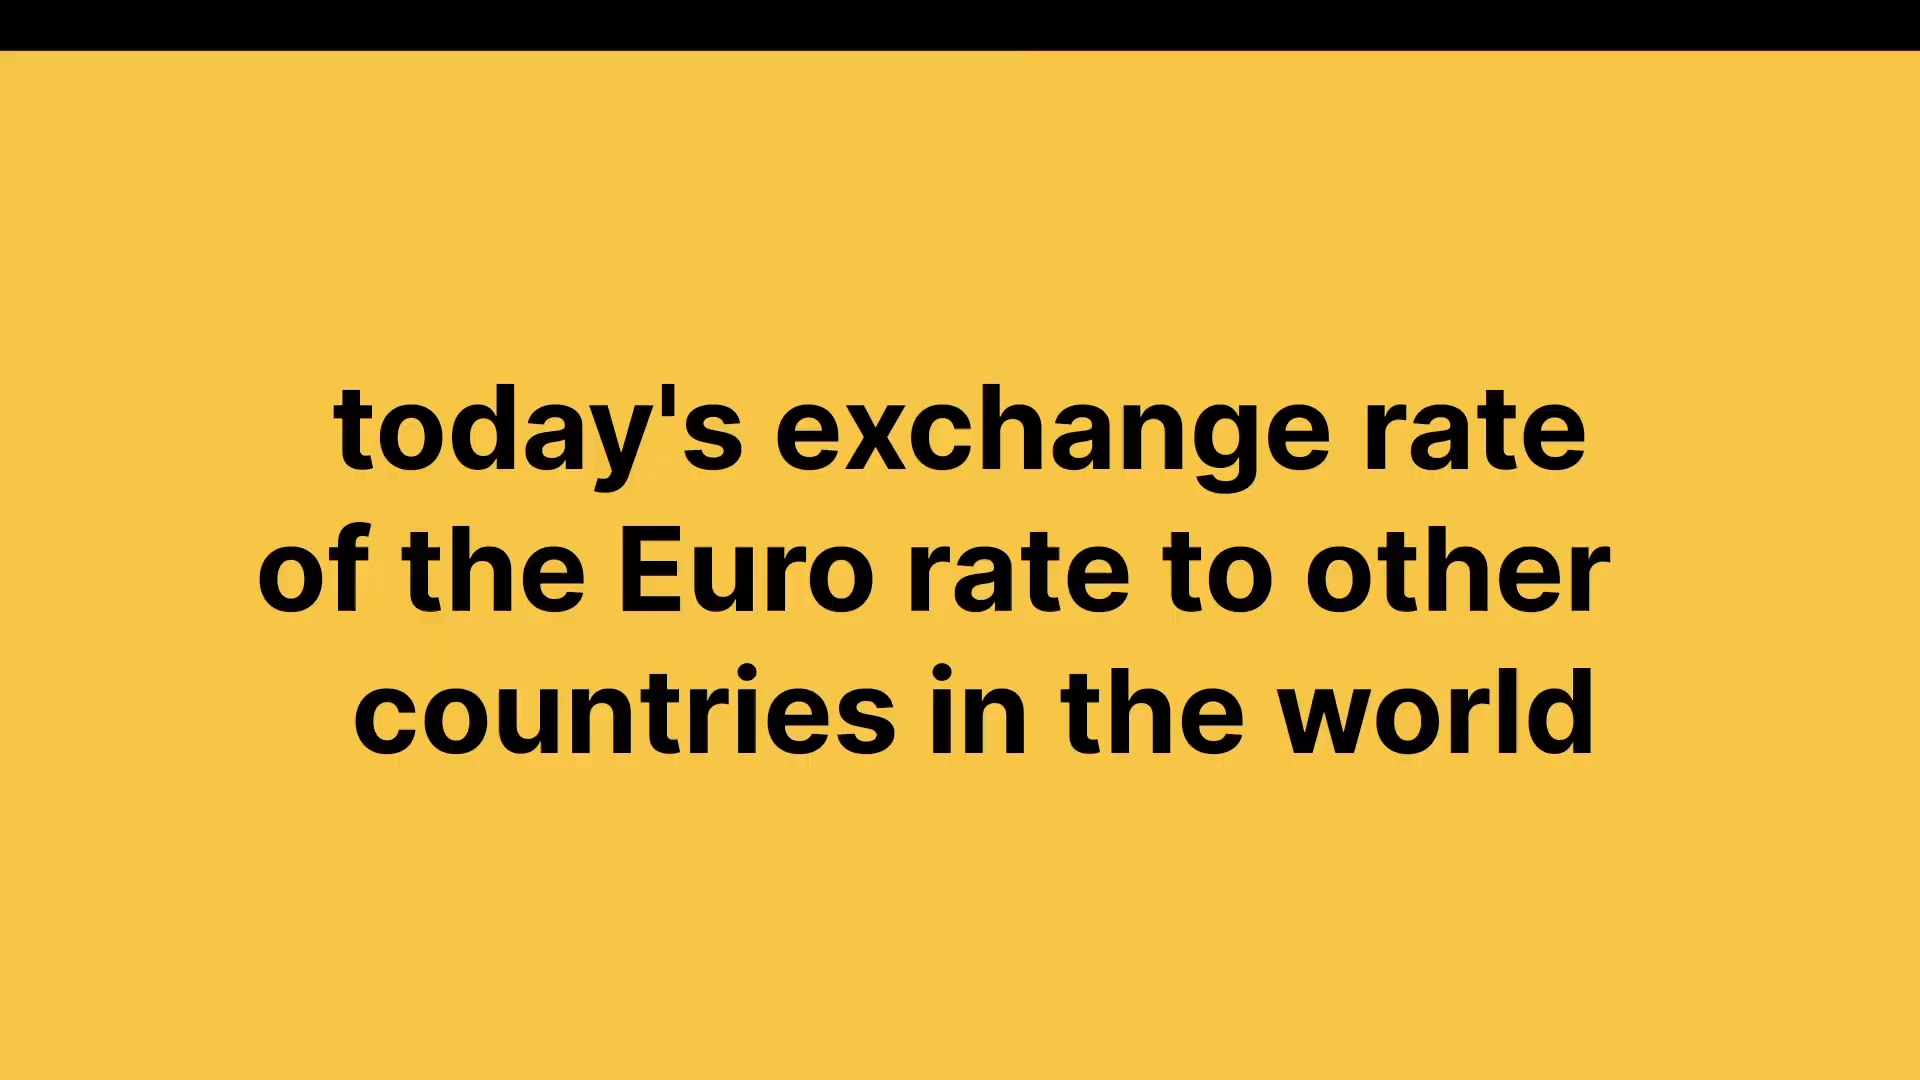 today's exchange rate
of the Euro rate to other
countries in the world